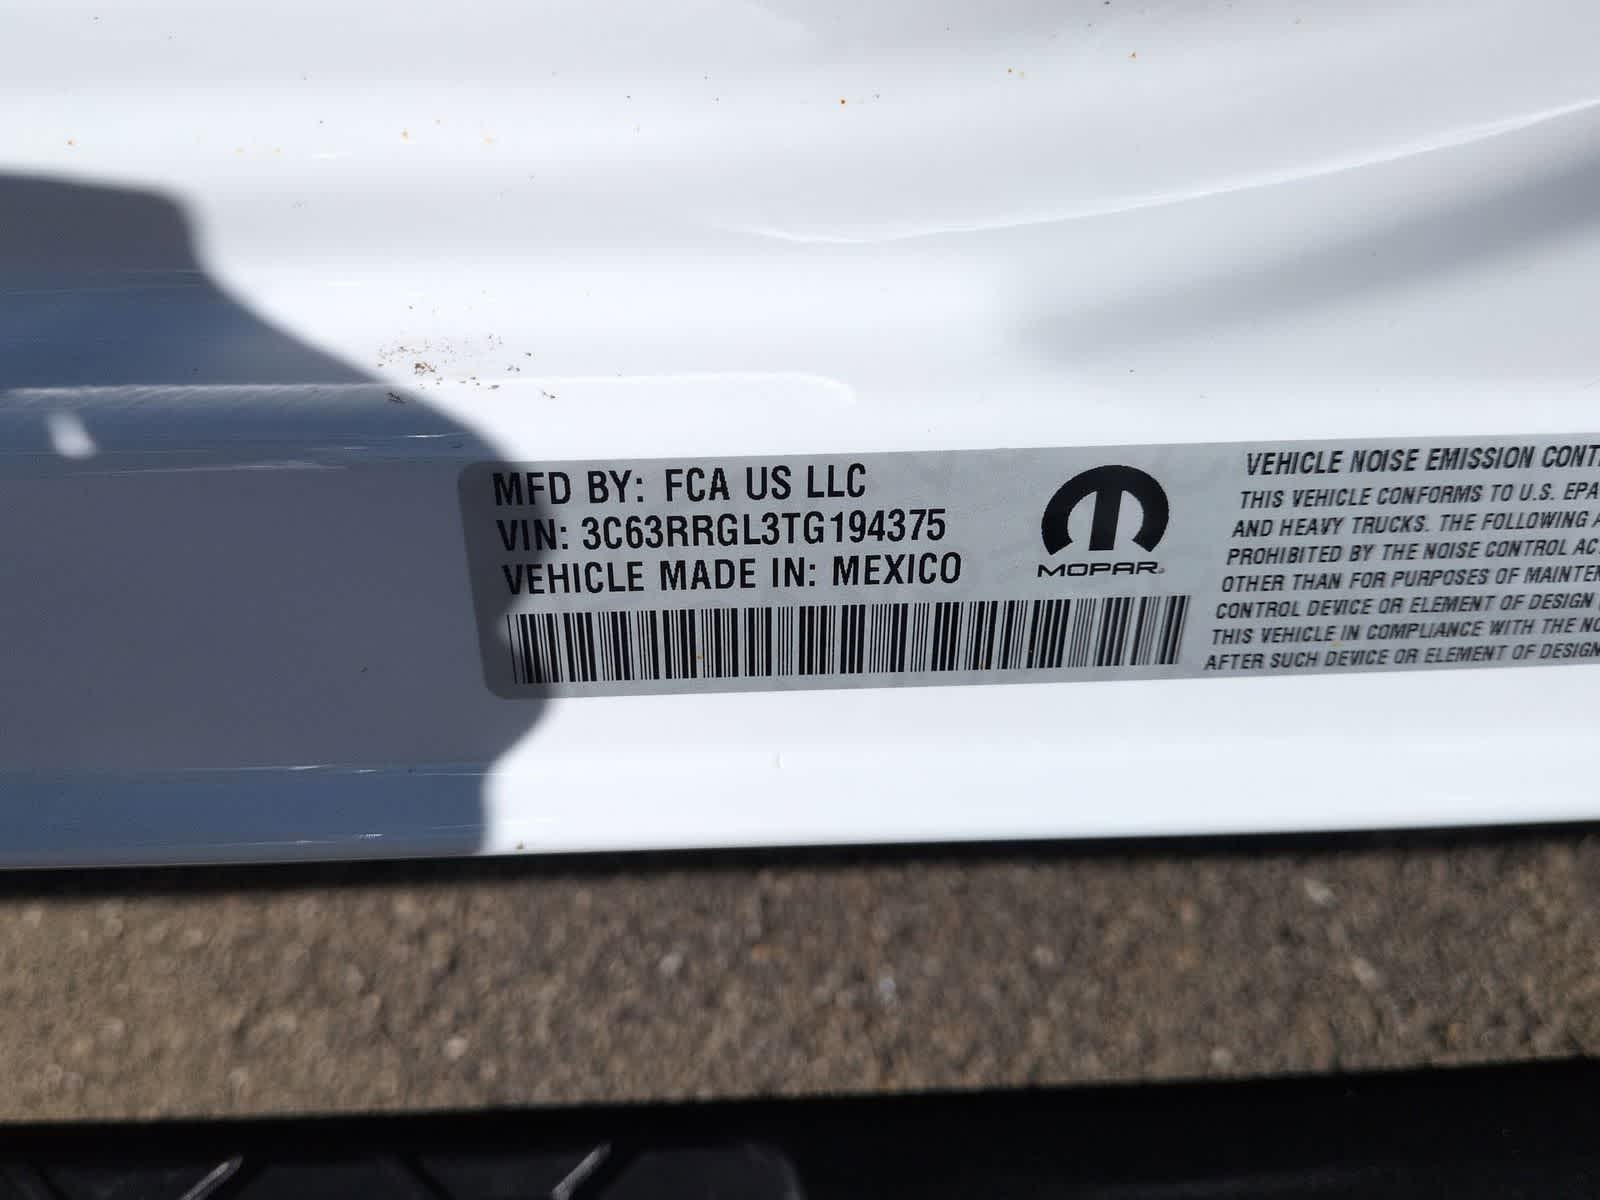 MFD BY: FCA US LLC
VIN: 3C63RRGL3TG194375
VEHICLE MADE IN: MEXICO
MOPAR
VEHICLE NOISE EMISSION
THIS VEHICLE CONFORMS TO U.S. EPA
AND HEAVY TRUCKS. THE FOLLOWING
PROHIBITED BY THE NOISE CONTROL
OTHER THAN FOR PURPOSES OF
CONTROL DEVICE OR ELEMENT OF DESIGN
THIS VEHICLE IN COMPLIANCE WITH THE
AFTER SUCH DEVICE OR ELEMENT OF DESIGN